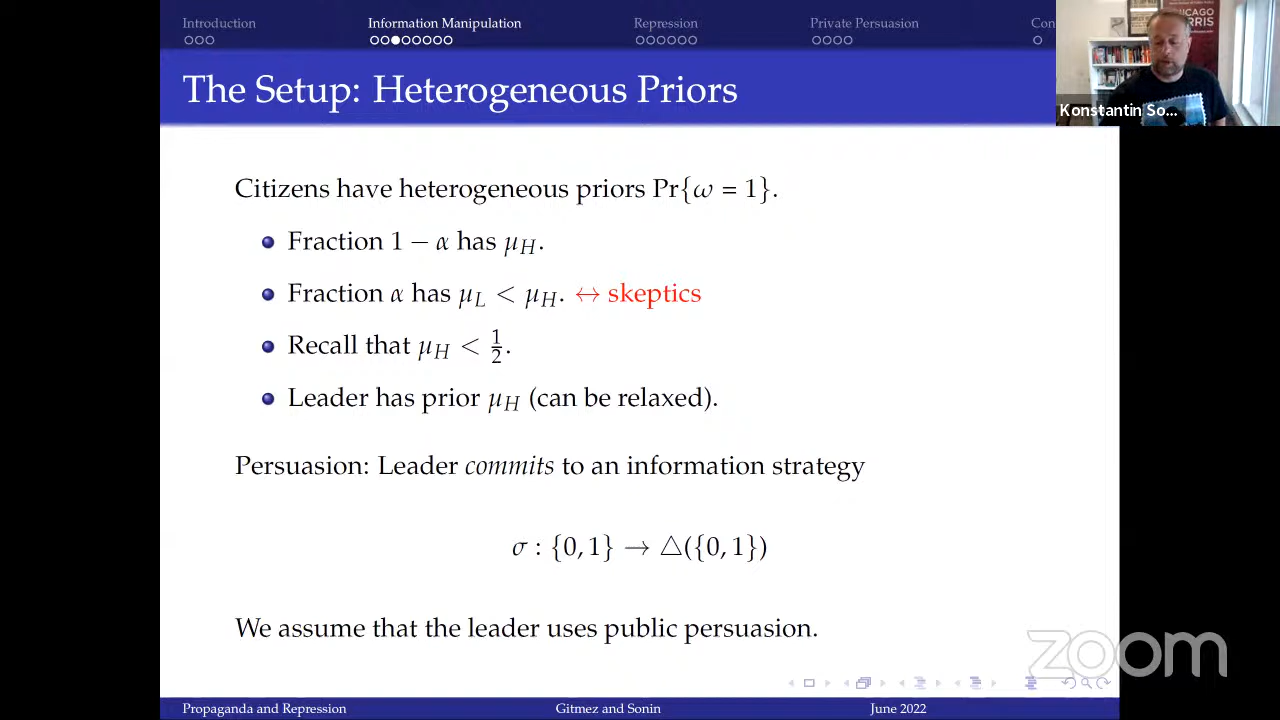 Introduction
Information Manipulation
Repression
Private Persuasion
Con
The Setup: Heterogeneous Priors
Konstantin So...
Citizens have heterogeneous priors Pr{ω = 1}.
Fraction 1 − α has μ_H.
Fraction α has μ_L < μ_H. ↔ skeptics
Recall that μ_H < 1/2.
Leader has prior μ_H (can be relaxed).
Persuasion: Leader commits to an information strategy
σ : {0, 1} → △({0, 1})
We assume that the leader uses public persuasion.
zoom
Propaganda and Repression
Gitmez and Sonin
June 2022